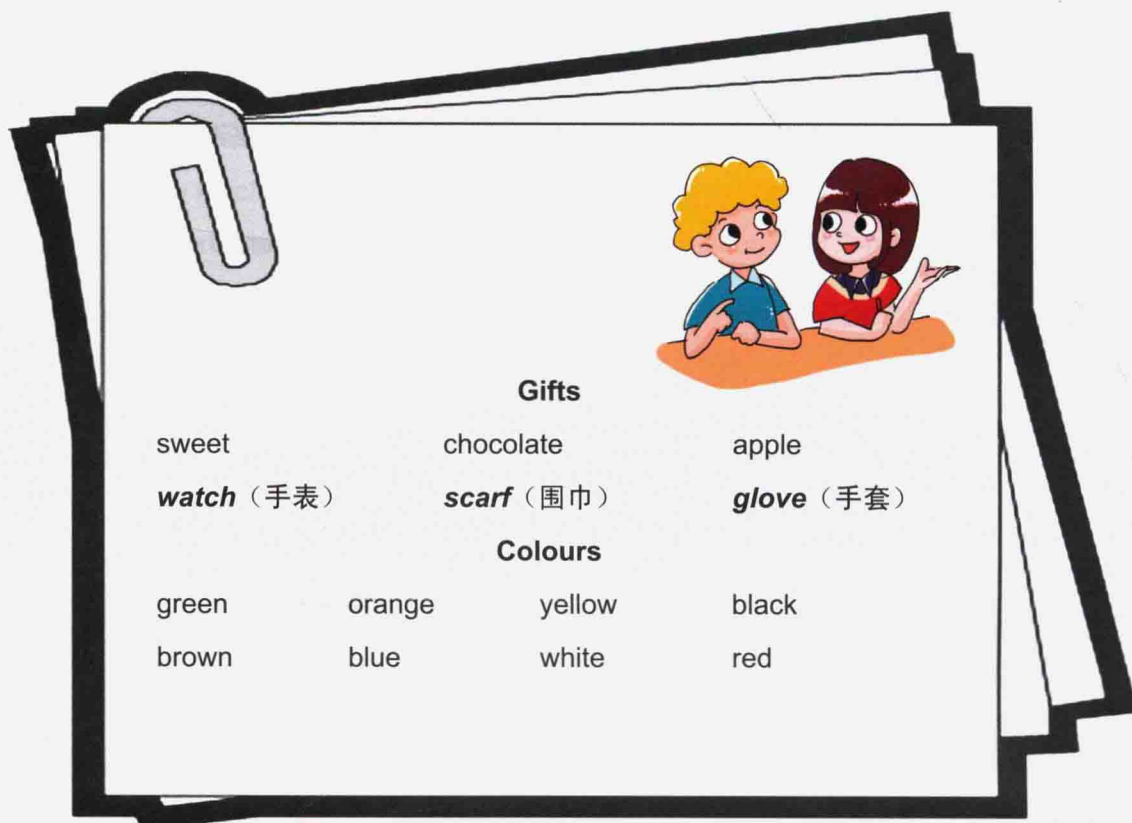 Gifts
sweet chocolate apple
watch（手表） scarf（围巾） glove（手套）
Colours
green orange yellow black
brown blue white red